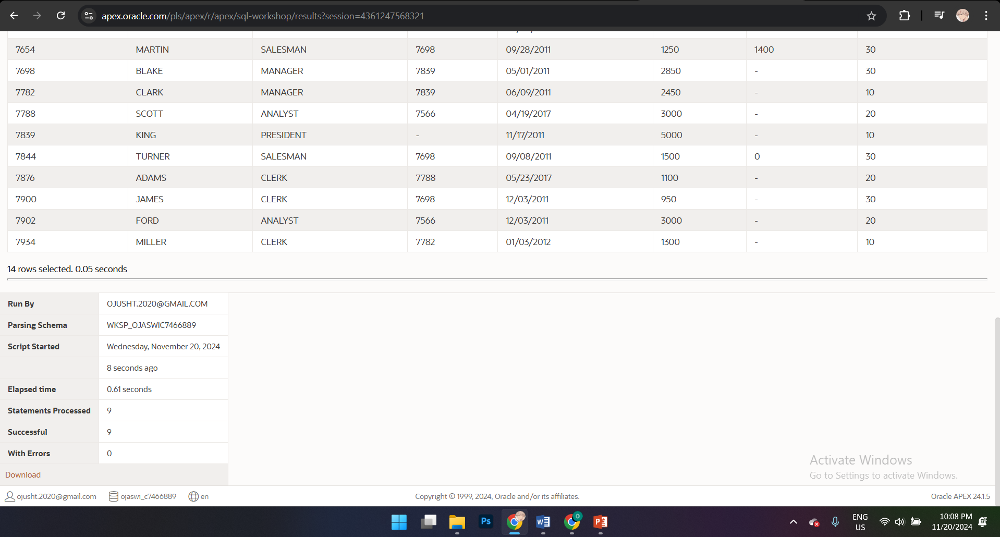 apex.oracle.com/pls/apex/r/apex/sql-workshop/results?session=4361247568321
7654 MARTIN SALESMAN 7698 09/28/2011 1250 1400 30
7698 BLAKE MANAGER 7839 05/01/2011 2850 - 30
7782 CLARK MANAGER 7839 06/09/2011 2450 - 10
7788 SCOTT ANALYST 7566 04/19/2017 3000 - 20
7839 KING PRESIDENT - 11/17/2011 5000 - 10
7844 TURNER SALESMAN 7698 09/08/2011 1500 0 30
7876 ADAMS CLERK 7788 05/23/2017 1100 - 20
7900 JAMES CLERK 7698 12/03/2011 950 - 30
7902 FORD ANALYST 7566 12/03/2011 3000 - 20
7934 MILLER CLERK 7782 01/03/2012 1300 - 10
14 rows selected. 0.05 seconds
Run By OJUSHT.2020@GMAIL.COM
Parsing Schema WKSP_OJASWIC7466889
Script Started Wednesday, November 20, 2024
8 seconds ago
Elapsed time 0.61 seconds
Statements Processed 9
Successful 9
With Errors 0
Download
Activate Windows
Go to Settings to activate Windows.
ojusht.2020@gmail.com ojaswi_c7466889 en Copyright © 1999, 2024, Oracle and/or its affiliates. Oracle APEX 24.1.5
Ps W O P ENG 10:08 PM
US 11/20/2024